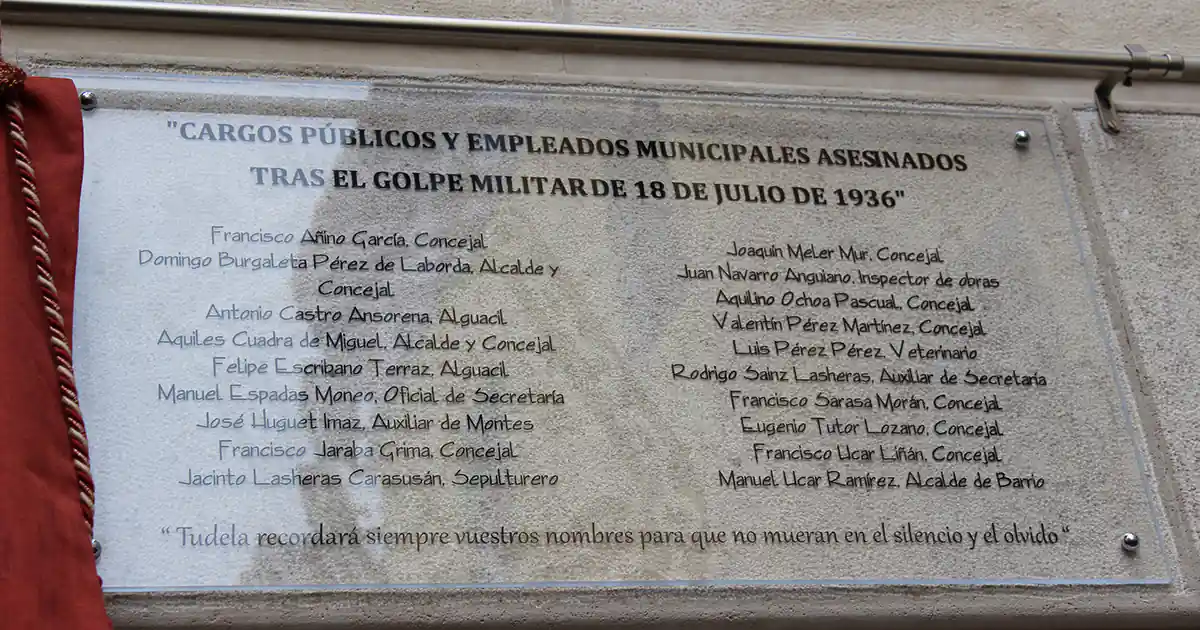 "CARGOS PÚBLICOS Y EMPLEADOS MUNICIPALES ASESINADOS
TRAS EL GOLPE MILITAR DE 18 DE JULIO DE 1936"
Francisco Añino García, Concejal
Domingo Burgaleta Pérez de Laborda, Alcalde y
Concejal
Antonio Castro Ansorena, Alguacil
Aquiles Cuadra de Miguel, Alcalde y Concejal
Felipe Escribano Terraz, Alguacil
Manuel Espadas Moneo, Oficial de Secretaría
José Huguet Imaz, Auxiliar de Montes
Francisco Jaraba Grima, Concejal
Jacinto Lasheras Carasusán, Sepulturero
Joaquín Meler Mur, Concejal
Juan Navarro Anguiano, Inspector de obras
Aquilino Ochoa Pascual, Concejal
Valentín Pérez Martínez, Concejal
Luis Pérez Pérez, Veterinario
Rodrigo Sainz Lasheras, Auxiliar de Secretaría
Francisco Sarasa Morán, Concejal
Eugenio Tutor Lozano, Concejal
Francisco Ucar Liñán, Concejal
Manuel Ucar Ramírez, Alcalde de Barrio
“ Tudela recordará siempre vuestros nombres para que no mueran en el silencio y el olvido “